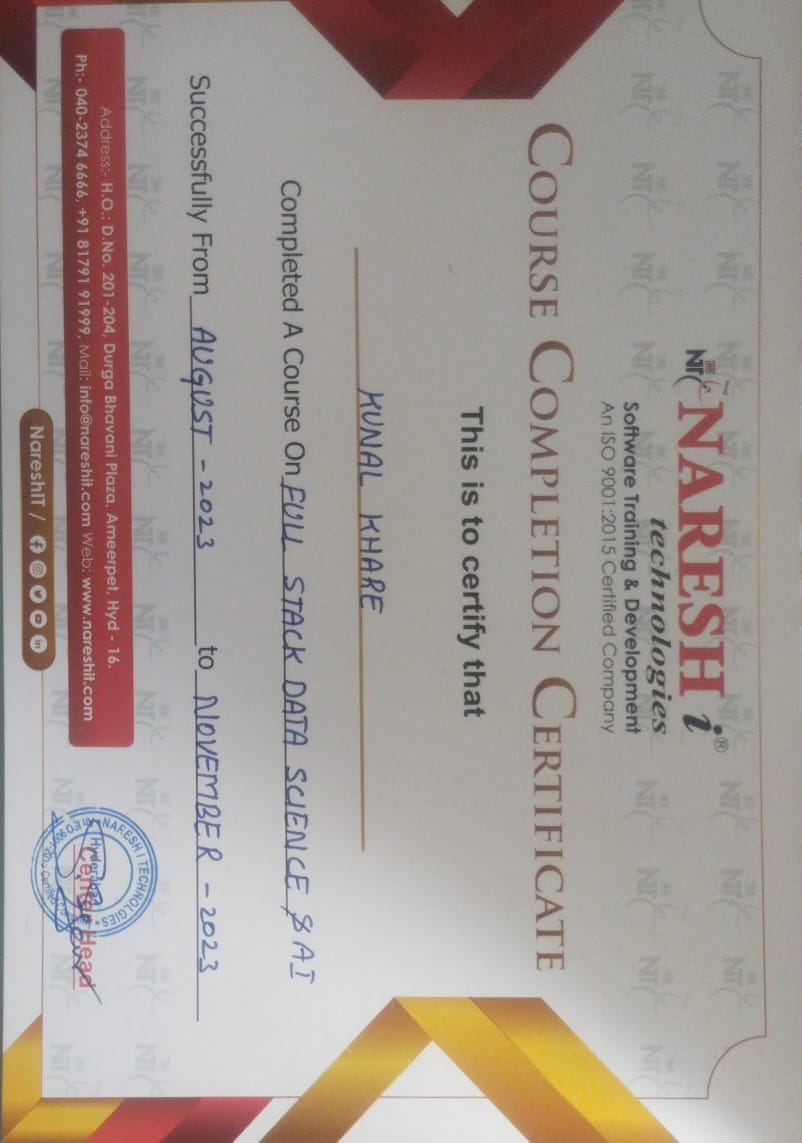 NARESH i®
technologies
Software Training & Development
An ISO 9001:2015 Certified Company
COURSE COMPLETION CERTIFICATE
This is to certify that
KUNAL KHARE
Completed A Course On FULL STACK DATA SCIENCE & AI
Successfully From AUGUST - 2023 to NOVEMBER - 2023
Address:- H.O.: D.No. 201-204, Durga Bhavani Plaza, Ameerpet, Hyd - 16.
Ph:- 040-2374 6666, +91 81791 91999, Mail: info@nareshit.com Web: www.nareshit.com
NareshIT /
NARESH I TECHNOLOGIES
Hyderabad
Center Head